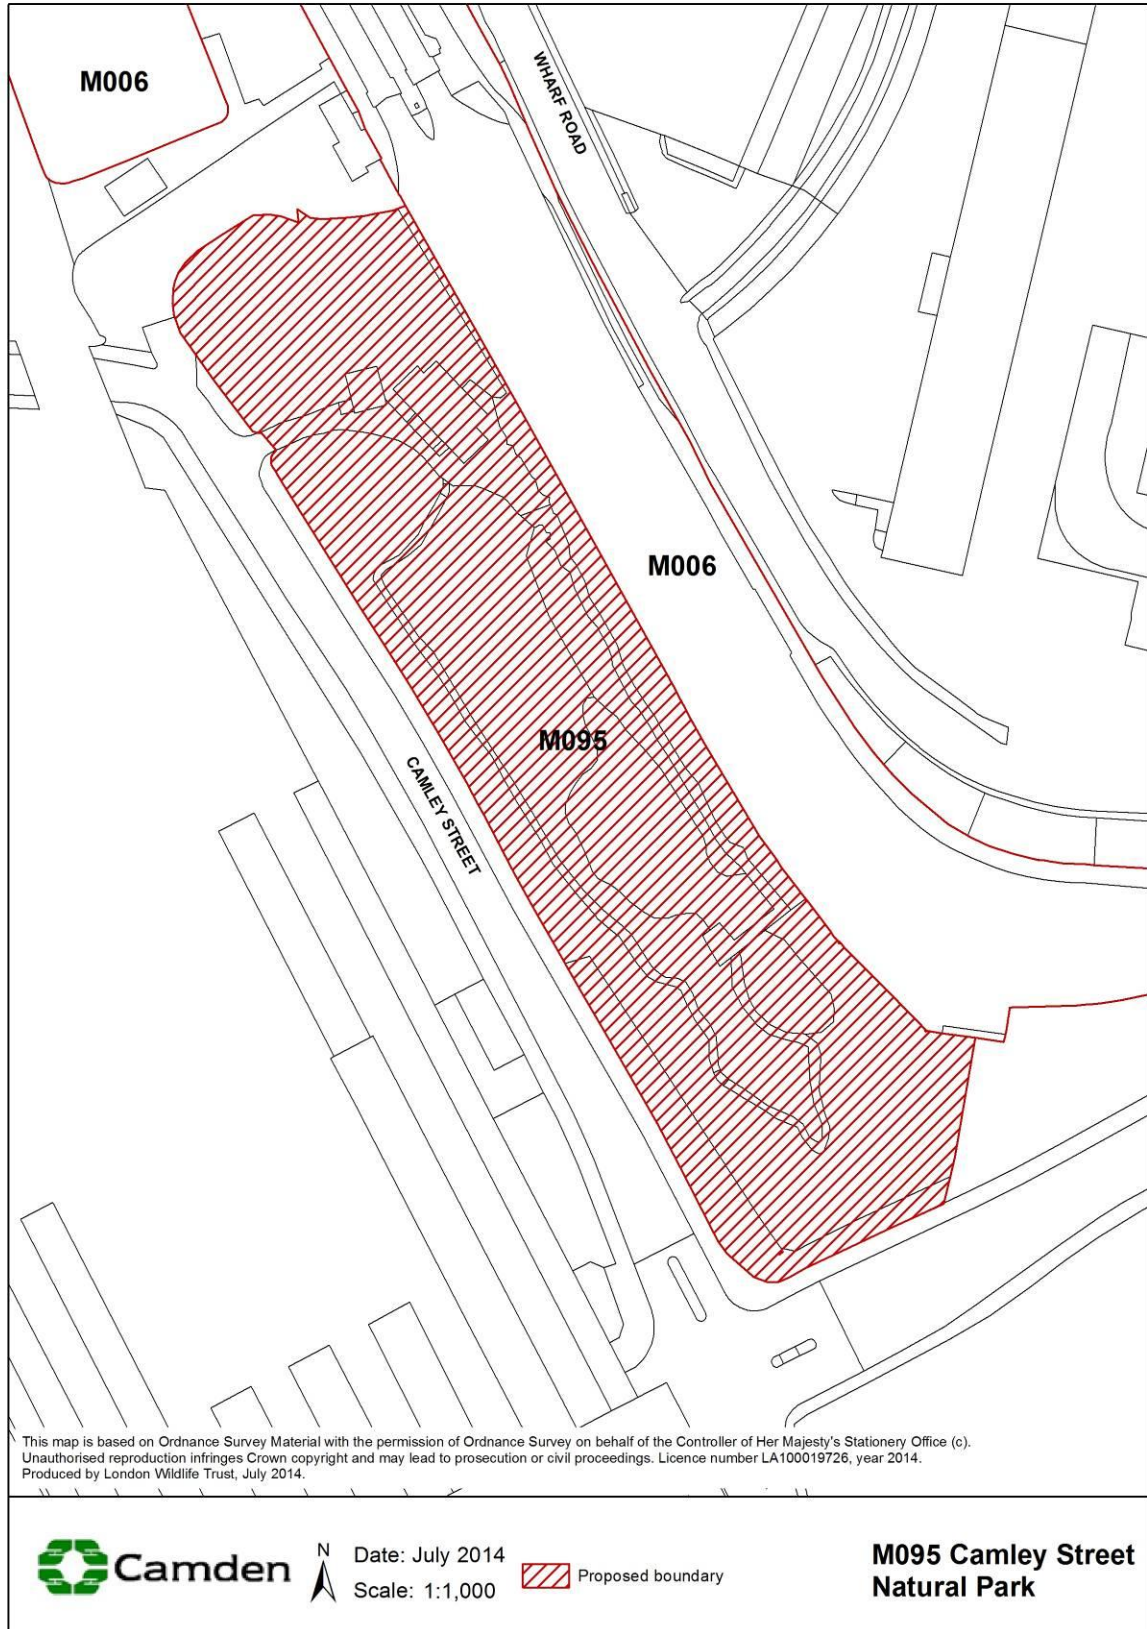 M006
WHARF ROAD
M006
M095
CAMLEY STREET
This map is based on Ordnance Survey Material with the permission of Ordnance Survey on behalf of the Controller of Her Majesty's Stationery Office (c).
Unauthorised reproduction infringes Crown copyright and may lead to prosecution or civil proceedings. Licence number LA100019726, year 2014.
Produced by London Wildlife Trust, July 2014.
Camden
N
Date: July 2014
Scale: 1:1,000
Proposed boundary
M095 Camley Street
Natural Park